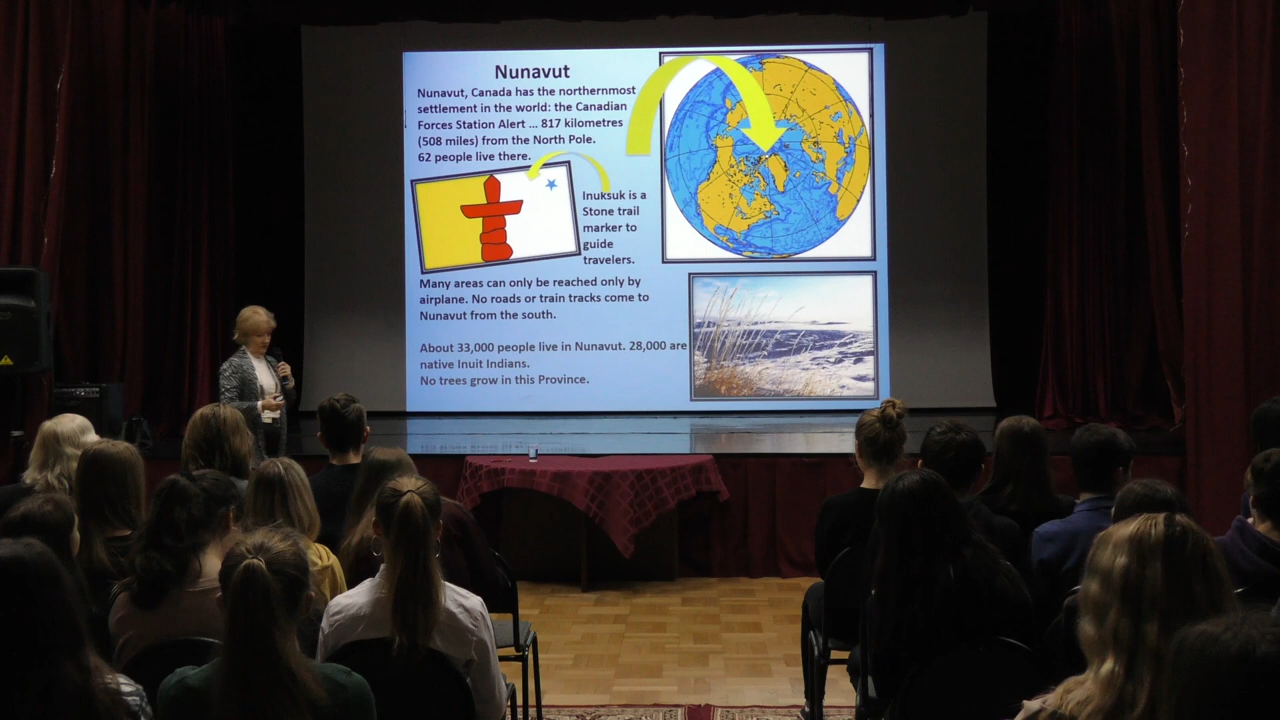 Nunavut
Nunavut, Canada has the northernmost
settlement in the world: the Canadian
Forces Station Alert ... 817 kilometres
(508 miles) from the North Pole.
62 people live there.
Inuksuk is a
Stone trail
marker to
guide
travelers.
Many areas can only be reached only by
airplane. No roads or train tracks come to
Nunavut from the south.
About 33,000 people live in Nunavut. 28,000 are
native Inuit Indians.
No trees grow in this Province.